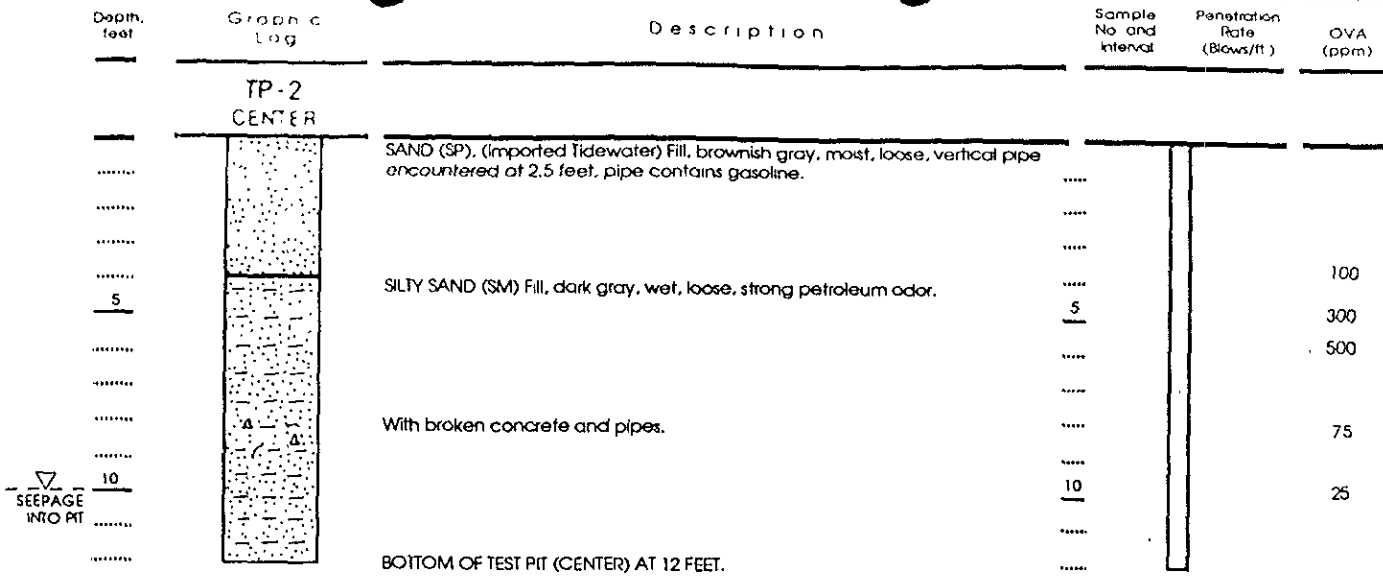 Depth, feet
Graphic Log
Description
Sample No and Interval
Penetration Rate (Blows/ft)
OVA (ppm)
TP-2
CENTER
SAND (SP), (Imported Tidewater) Fill, brownish gray, moist, loose, vertical pipe
encountered at 2.5 feet, pipe contains gasoline.
100
SILTY SAND (SM) Fill, dark gray, wet, loose, strong petroleum odor.
5
5
300
500
With broken concrete and pipes.
75
10
10
25
SEEPAGE
INTO PIT
BOTTOM OF TEST PIT (CENTER) AT 12 FEET.